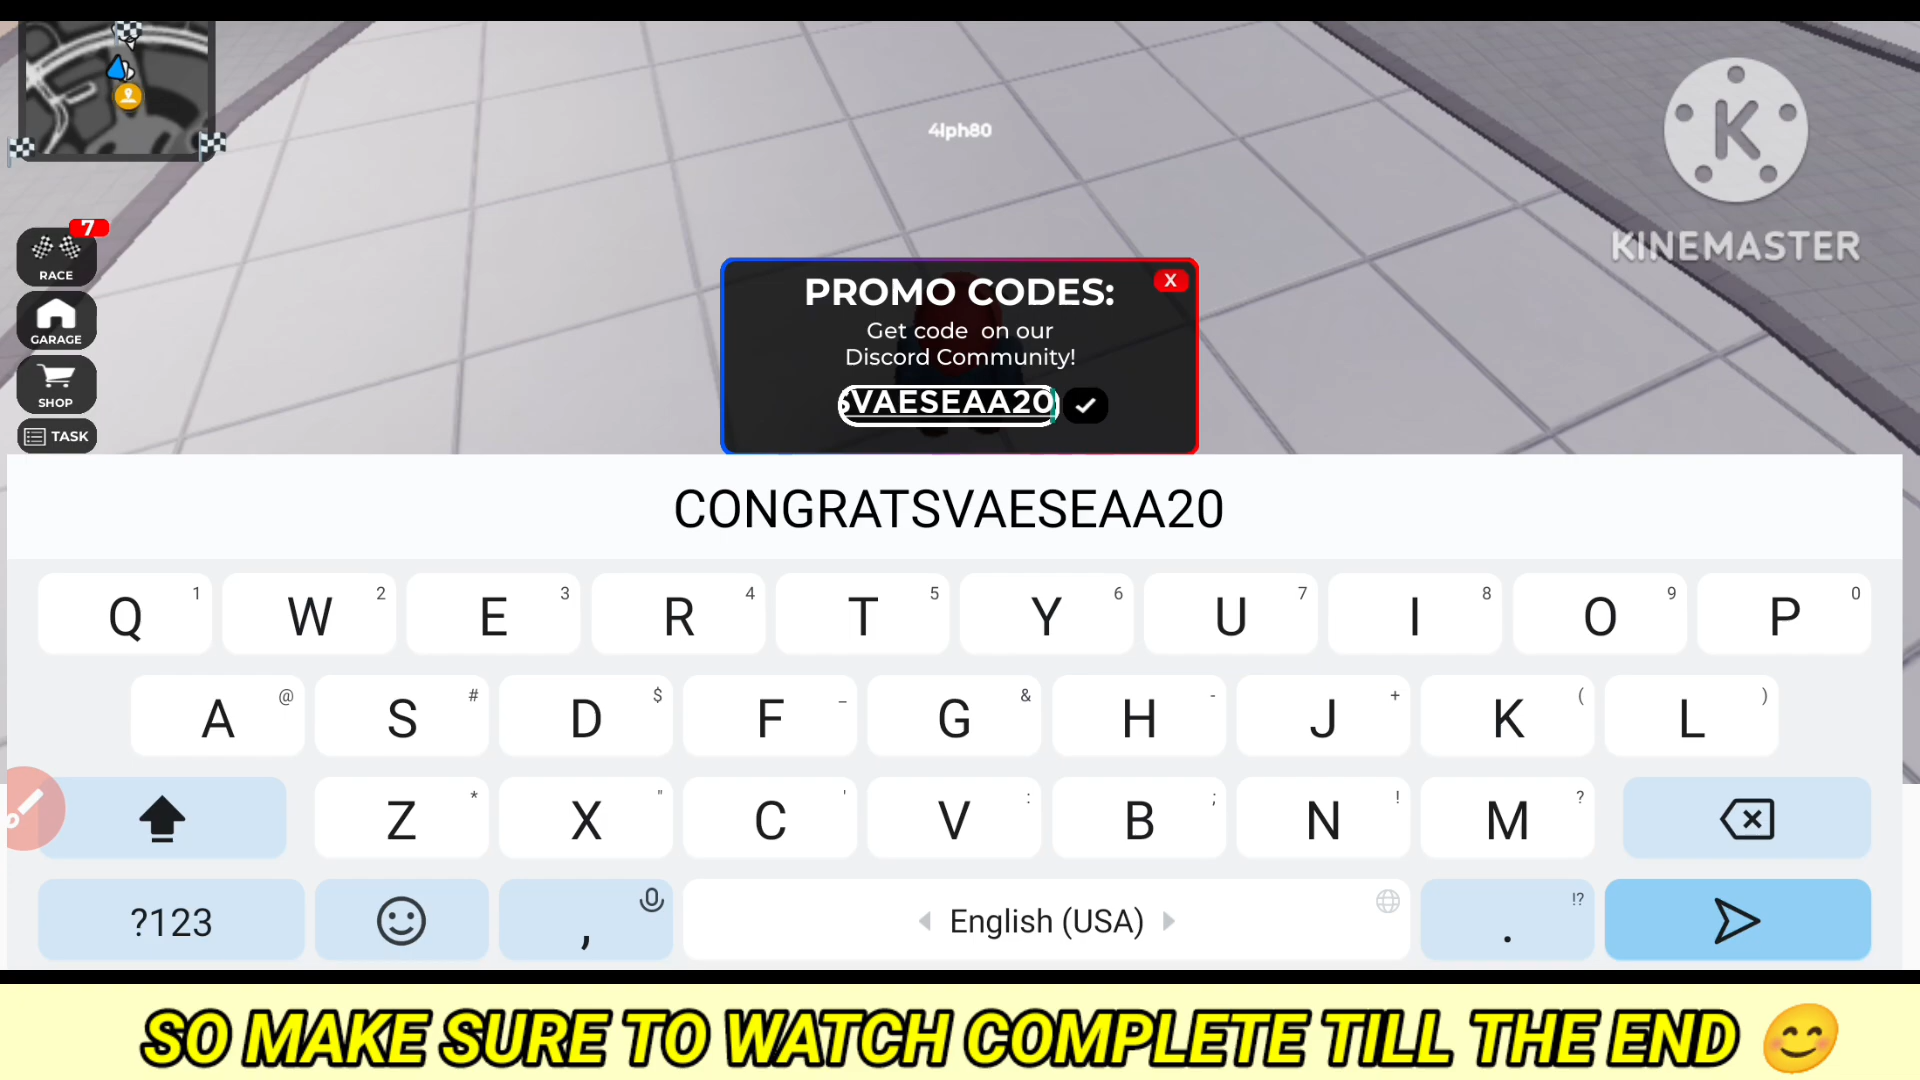 4lph80
K
KINEMASTER
7
RACE
GARAGE
SHOP
TASK
PROMO CODES:
X
Get code on our
Discord Community!
SVAESEAA20
CONGRATSVAESEAA20
Q 1 W 2 E 3 R 4 T 5 Y 6 U 7 I 8 O 9 P 0
A @ S # D $ F _ G & H - J + K ( L )
Z * X " C ' V : B ; N ! M ?
?123 , English (USA) . !?
SO MAKE SURE TO WATCH COMPLETE TILL THE END 😊